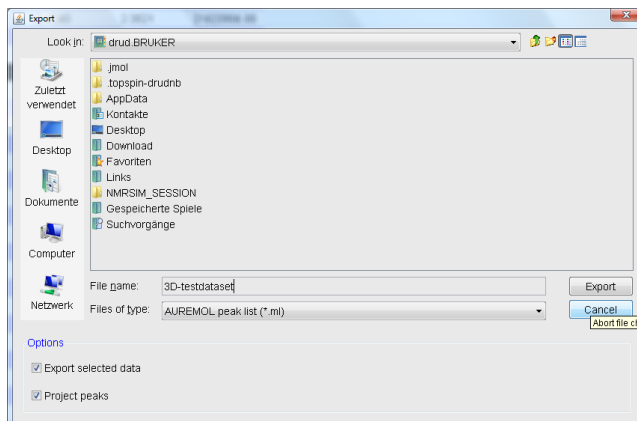 Export
Look in: drud.BRUKER
.jmol
.topspin-drudnb
AppData
Kontakte
Desktop
Download
Favoriten
Links
NMRSIM_SESSION
Gespeicherte Spiele
Suchvorgänge
Zuletzt
verwendet
Desktop
Dokumente
Computer
Netzwerk
File name: 3D-testdataset Export
Files of type: AUREMOL peak list (*.ml) Cancel
Abort file
Options
Export selected data
Project peaks